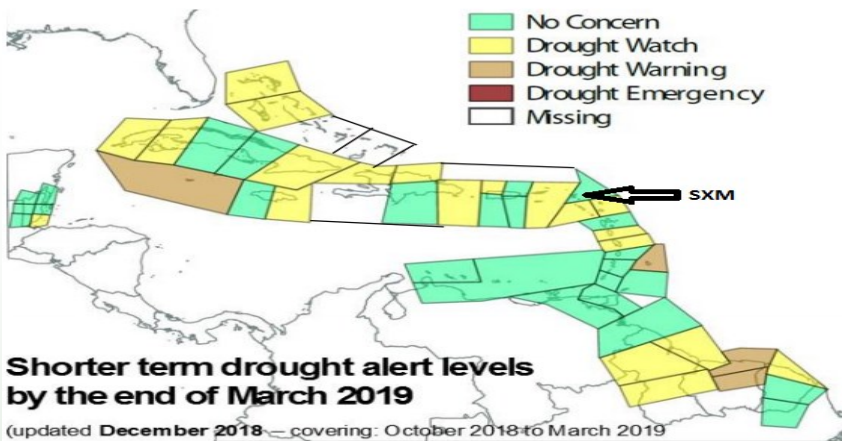 No Concern
Drought Watch
Drought Warning
Drought Emergency
Missing
SXM
Shorter term drought alert levels
by the end of March 2019
(updated December 2018 – covering: October 2018 to March 2019